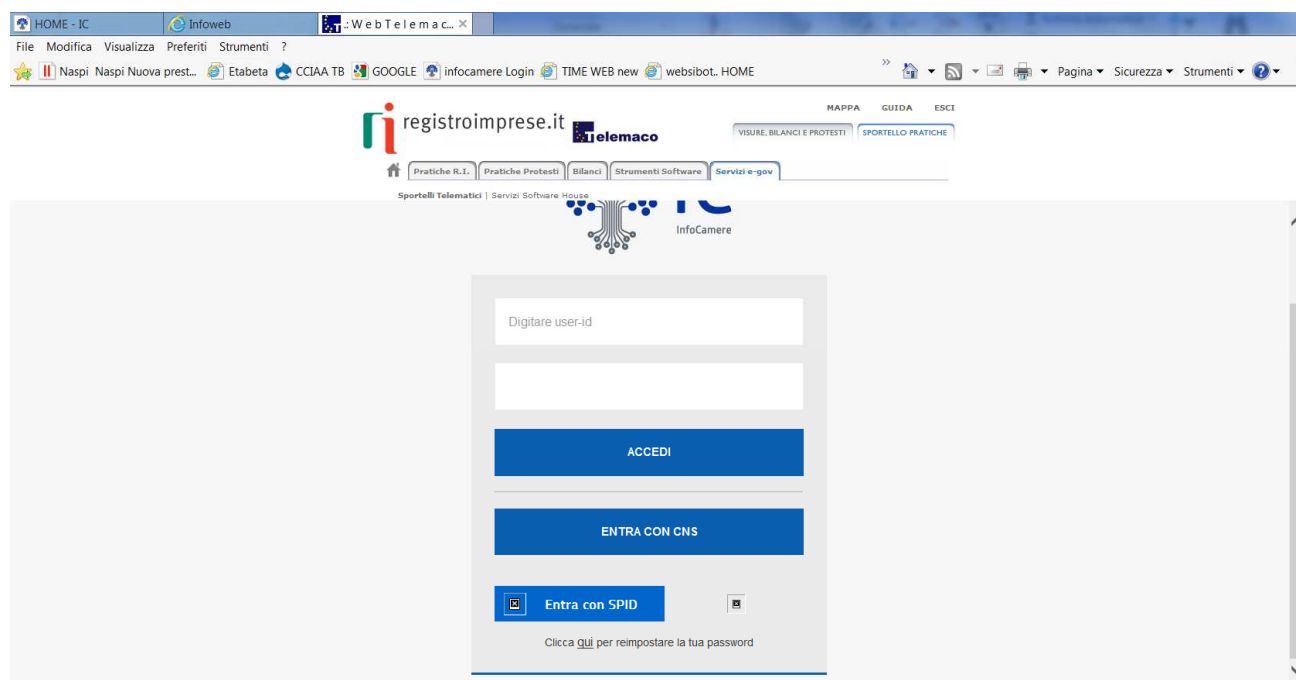 HOME - IC Infoweb .: W e b T e l e m a c...
File Modifica Visualizza Preferiti Strumenti ?
Naspi Naspi Nuova prest... Etabeta CCIAA TB GOOGLE infocamere Login TIME WEB new websibot.. HOME » Pagina Sicurezza Strumenti
MAPPA GUIDA ESCI
registroimprese.it Telemaco VISURE, BILANCI E PROTESTI SPORTELLO PRATICHE
Pratiche R.I. Pratiche Protesti Bilanci Strumenti Software Servizi e-gov
Sportelli Telematici | Servizi Software House
IC
InfoCamere
Digitare user-id
ACCEDI
ENTRA CON CNS
Entra con SPID
Clicca qui per reimpostare la tua password